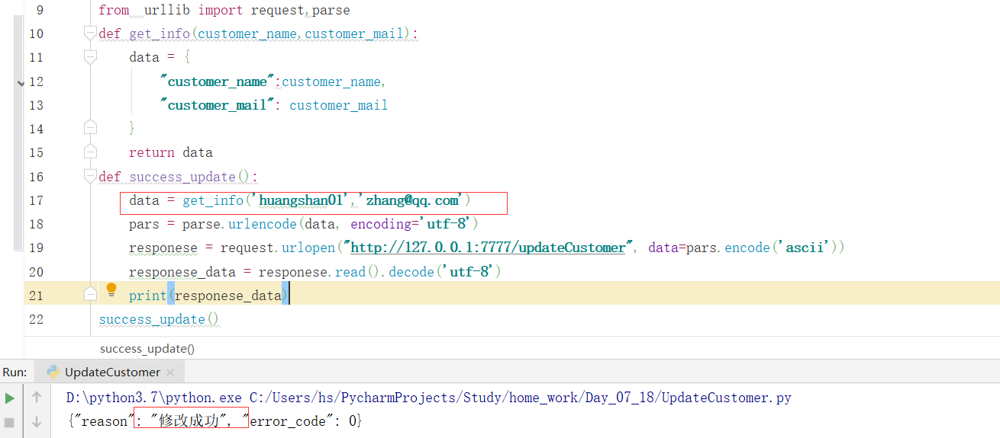 9 from  urllib import request,parse
10 def get_info(customer_name,customer_mail):
11 data = {
12 "customer_name":customer_name,
13 "customer_mail": customer_mail
14 }
15 return data
16 def success_update():
17 data = get_info('huangshan01','zhang@qq.com')
18 pars = parse.urlencode(data, encoding='utf-8')
19 responese = request.urlopen("http://127.0.0.1:7777/updateCustomer", data=pars.encode('ascii'))
20 responese_data = responese.read().decode('utf-8')
21 print(responese_data)
22 success_update()
success_update()
Run: UpdateCustomer
D:\python3.7\python.exe C:/Users/hs/PycharmProjects/Study/home_work/Day_07_18/UpdateCustomer.py
{"reason": "修改成功", "error_code": 0}